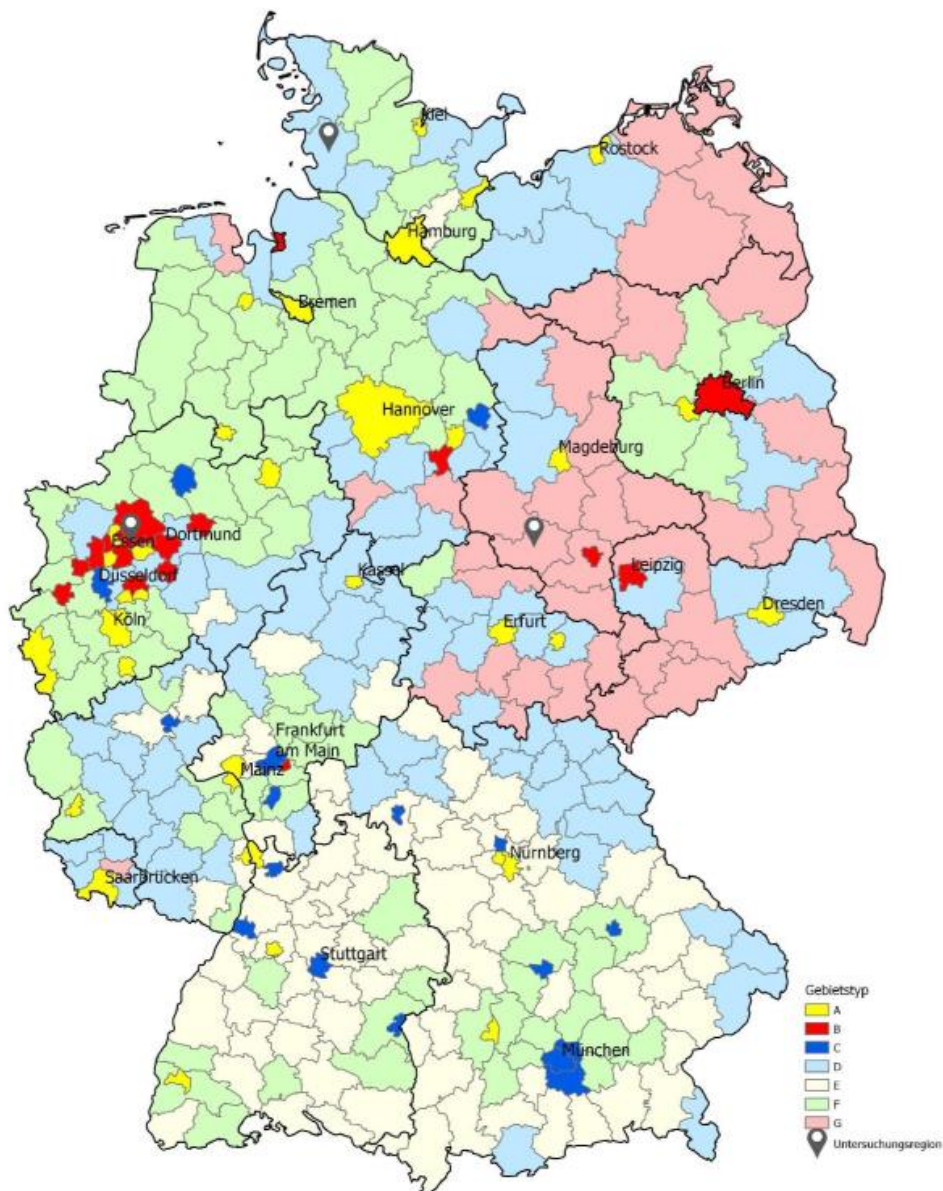 Kiel
Rostock
Hamburg
Bremen
Berlin
Hannover
Magdeburg
Essen
Dortmund
Düsseldorf
Leipzig
Kassel
Dresden
Köln
Erfurt
Frankfurt
am Main
Mainz
Nürnberg
Saarbrücken
Stuttgart
München
Gebietstyp
A
B
C
D
E
F
G
Untersuchungsregion